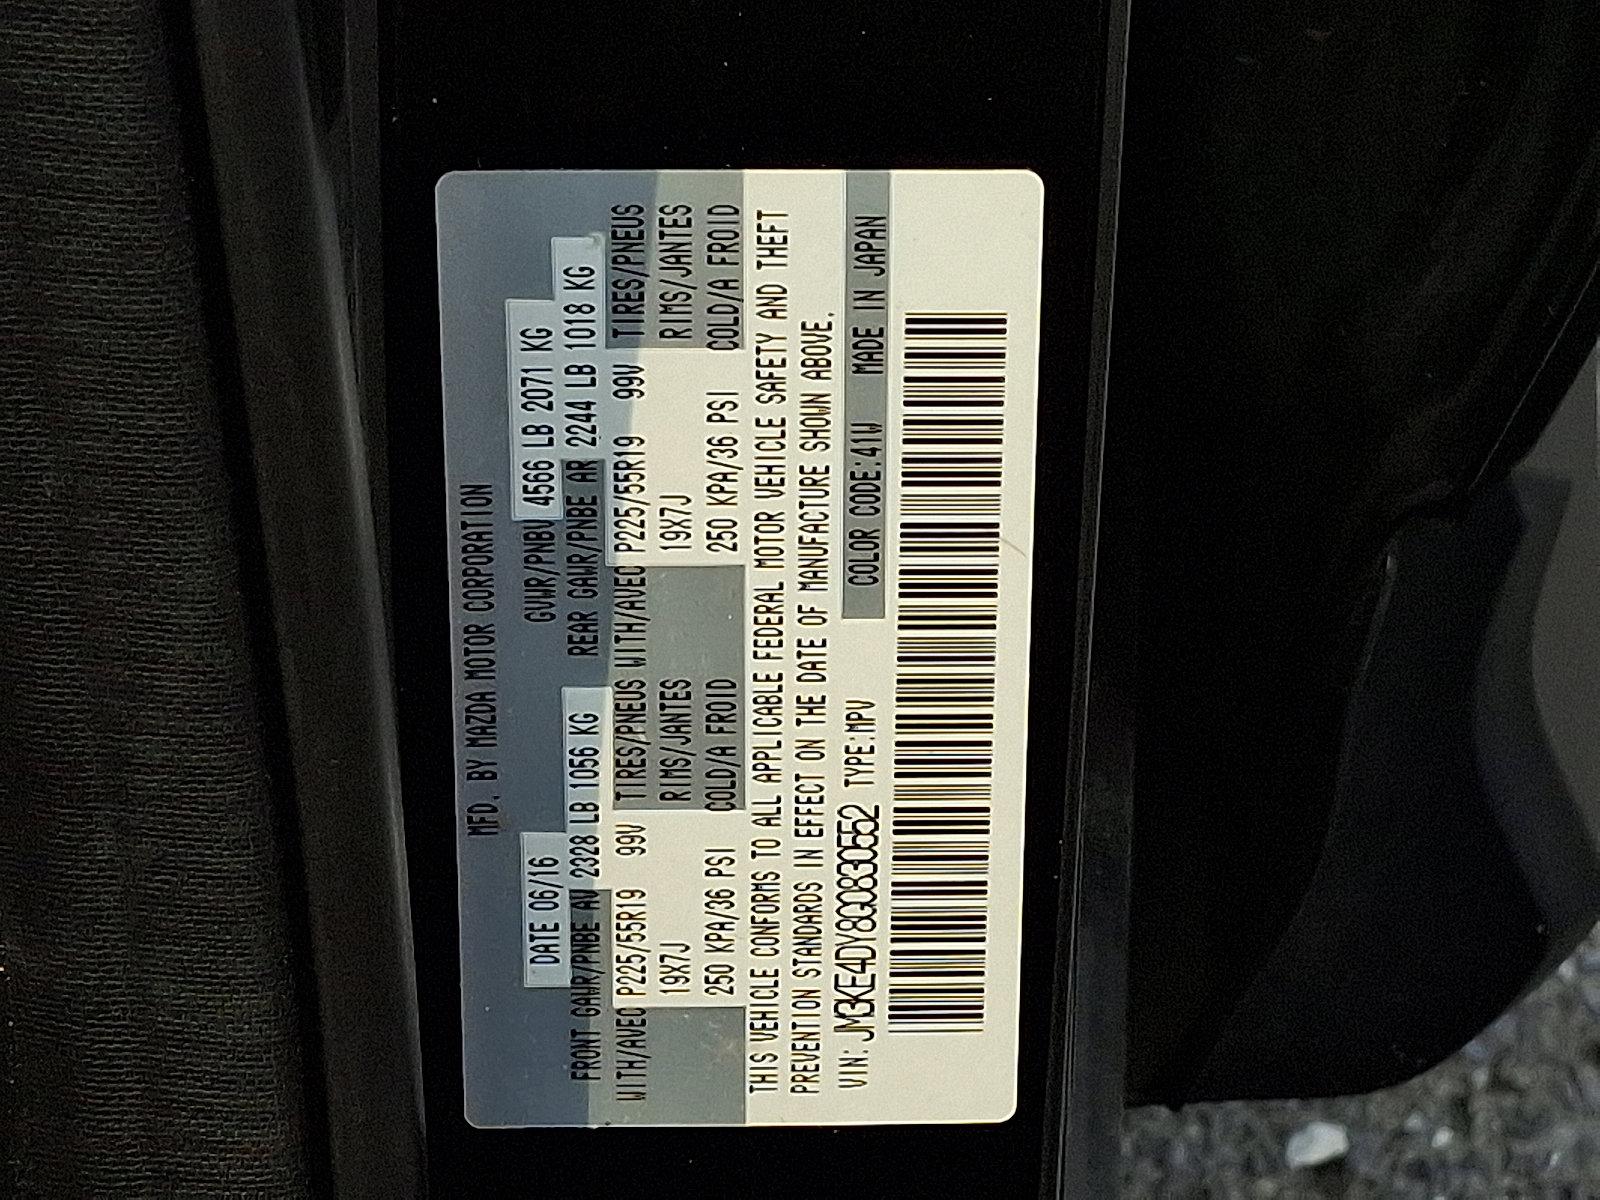 MFD. BY MAZDA MOTOR CORPORATION
DATE 06/16 GVWR/PNBV 4566 LB 2071 KG
FRONT GAWR/PNBE AV 2328 LB 1056 KG REAR GAWR/PNBE AR 2244 LB 1018 KG
WITH/AVEC P225/55R19 99V TIRES/PNEUS WITH/AVEC P225/55R19 99V TIRES/PNEUS
19X7J RIMS/JANTES 19X7J RIMS/JANTES
250 KPA/36 PSI COLD/A FROID 250 KPA/36 PSI COLD/A FROID
THIS VEHICLE CONFORMS TO ALL APPLICABLE FEDERAL MOTOR VEHICLE SAFETY AND THEFT
PREVENTION STANDARDS IN EFFECT ON THE DATE OF MANUFACTURE SHOWN ABOVE.
VIN: JM3KE4DY8G0830552 TYPE:MPV COLOR CODE:41W MADE IN JAPAN